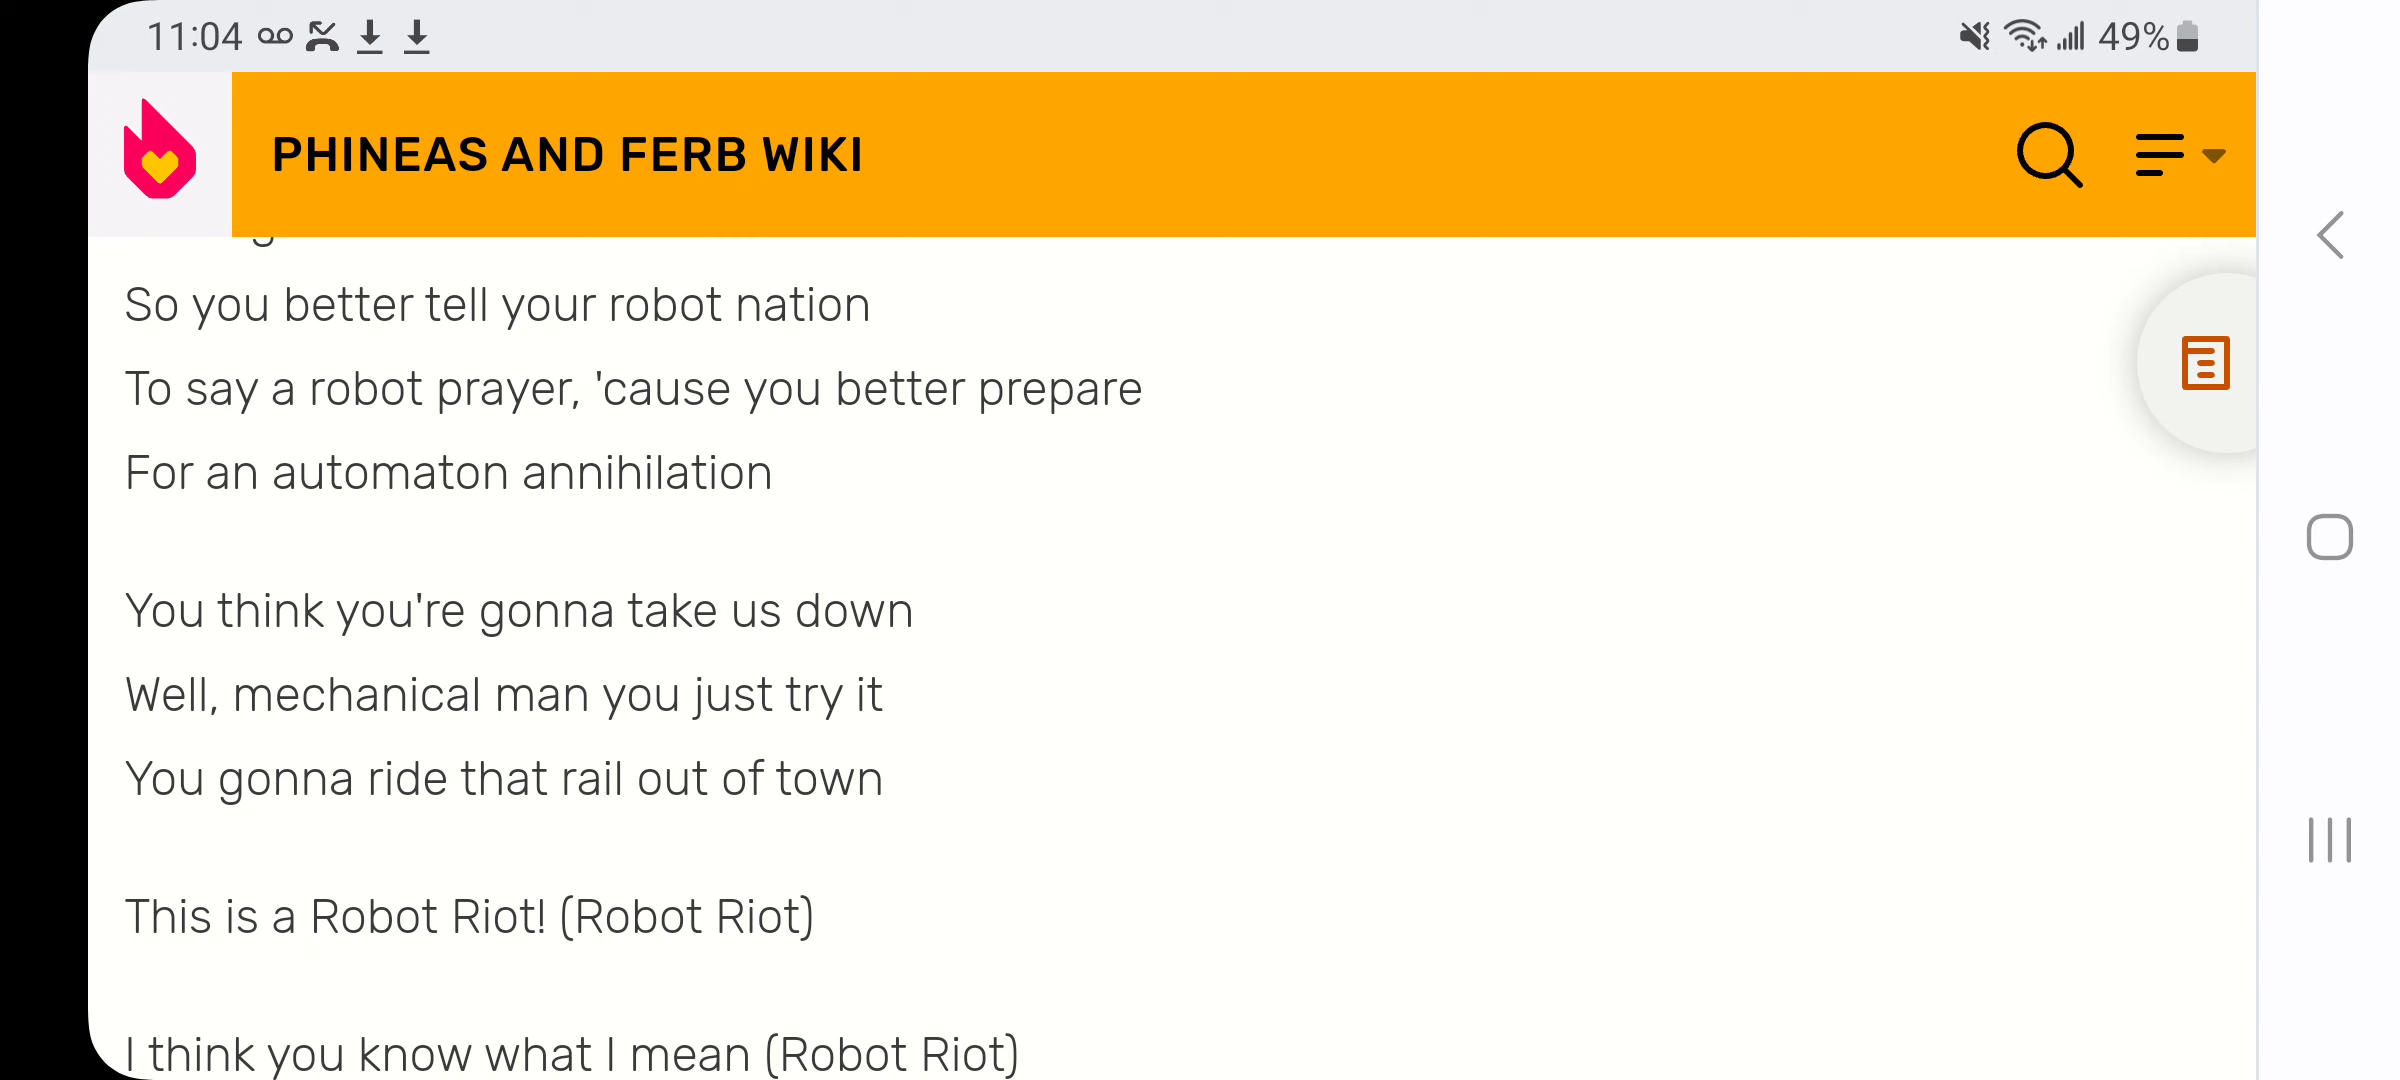 11:04
49%
PHINEAS AND FERB WIKI
So you better tell your robot nation
To say a robot prayer, 'cause you better prepare
For an automaton annihilation
You think you're gonna take us down
Well, mechanical man you just try it
You gonna ride that rail out of town
This is a Robot Riot! (Robot Riot)
I think you know what I mean (Robot Riot)